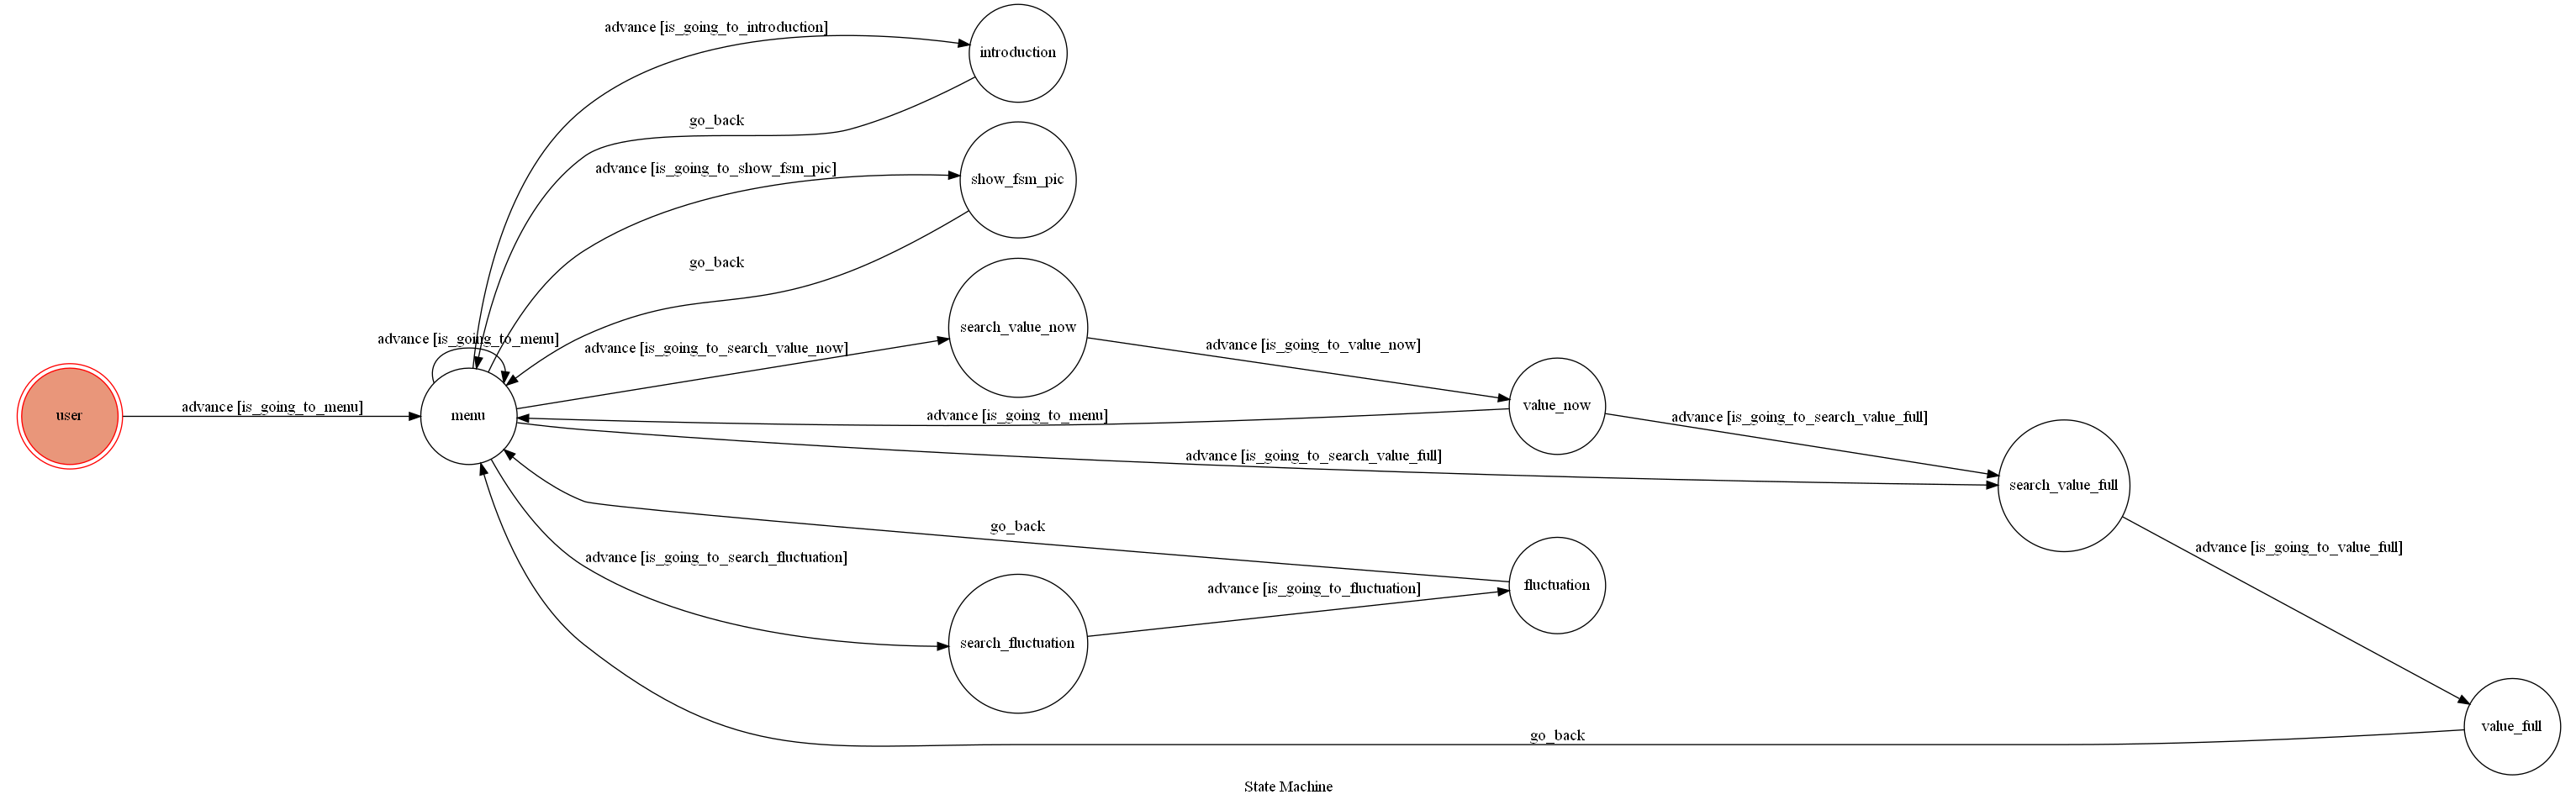 advance [is_going_to_introduction]
introduction
go_back
advance [is_going_to_show_fsm_pic]
show_fsm_pic
go_back
advance [is_going_to_menu]
advance [is_going_to_search_value_now]
search_value_now
advance [is_going_to_value_now]
user
advance [is_going_to_menu]
menu
advance [is_going_to_menu]
value_now
advance [is_going_to_search_value_full]
advance [is_going_to_search_value_full]
search_value_full
go_back
advance [is_going_to_search_fluctuation]
advance [is_going_to_fluctuation]
fluctuation
advance [is_going_to_value_full]
search_fluctuation
go_back
value_full
State Machine